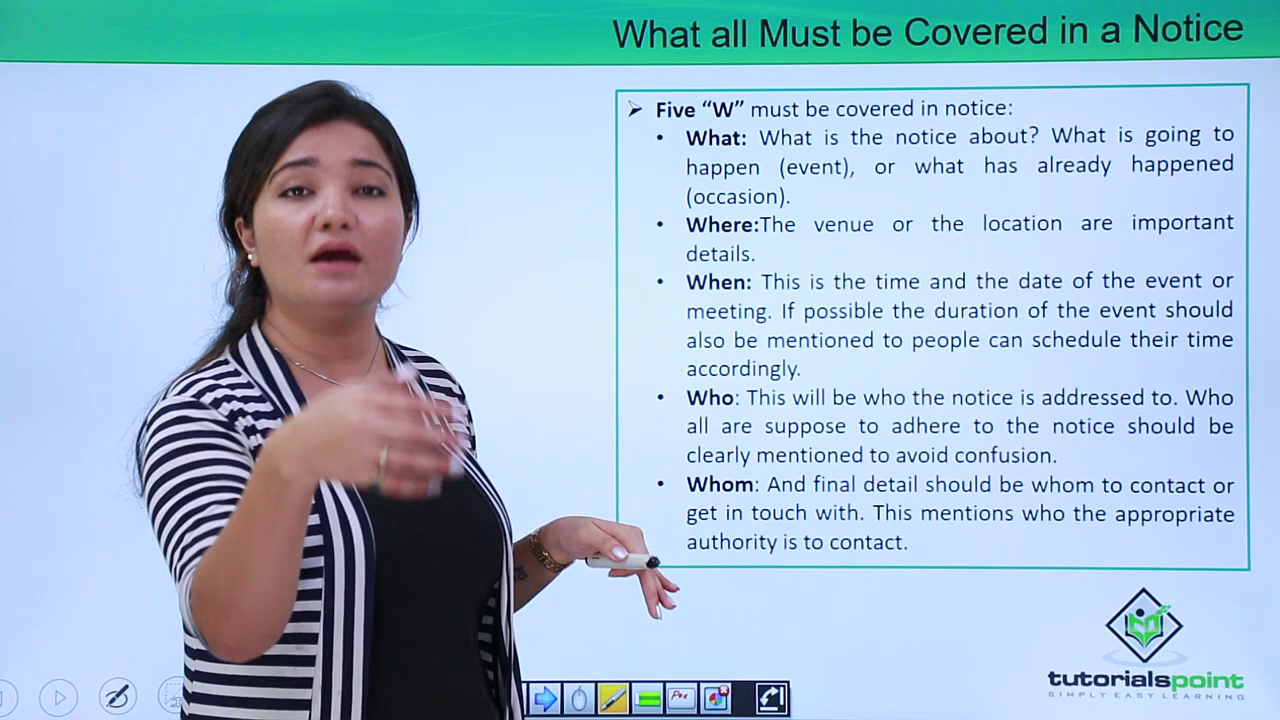 What all Must be Covered in a Notice
➢ Five “W” must be covered in notice:
• What: What is the notice about? What is going to
happen (event), or what has already happened
(occasion).
• Where:The venue or the location are important
details.
• When: This is the time and the date of the event or
meeting. If possible the duration of the event should
also be mentioned to people can schedule their time
accordingly.
• Who: This will be who the notice is addressed to. Who
all are suppose to adhere to the notice should be
clearly mentioned to avoid confusion.
• Whom: And final detail should be whom to contact or
get in touch with. This mentions who the appropriate
authority is to contact.
tutorialspoint
SIMPLY EASY LEARNING